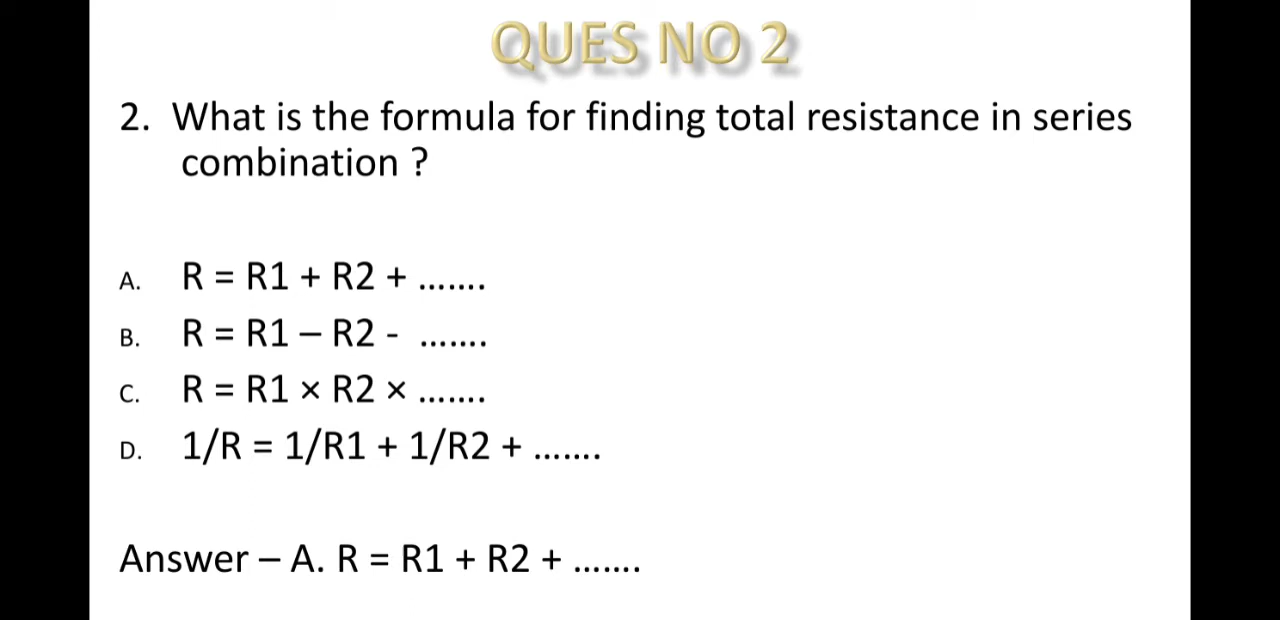 QUES NO 2
2. What is the formula for finding total resistance in series
combination ?
A. R = R1 + R2 + .......
B. R = R1 – R2 - .......
C. R = R1 × R2 × .......
D. 1/R = 1/R1 + 1/R2 + .......
Answer – A. R = R1 + R2 + .......